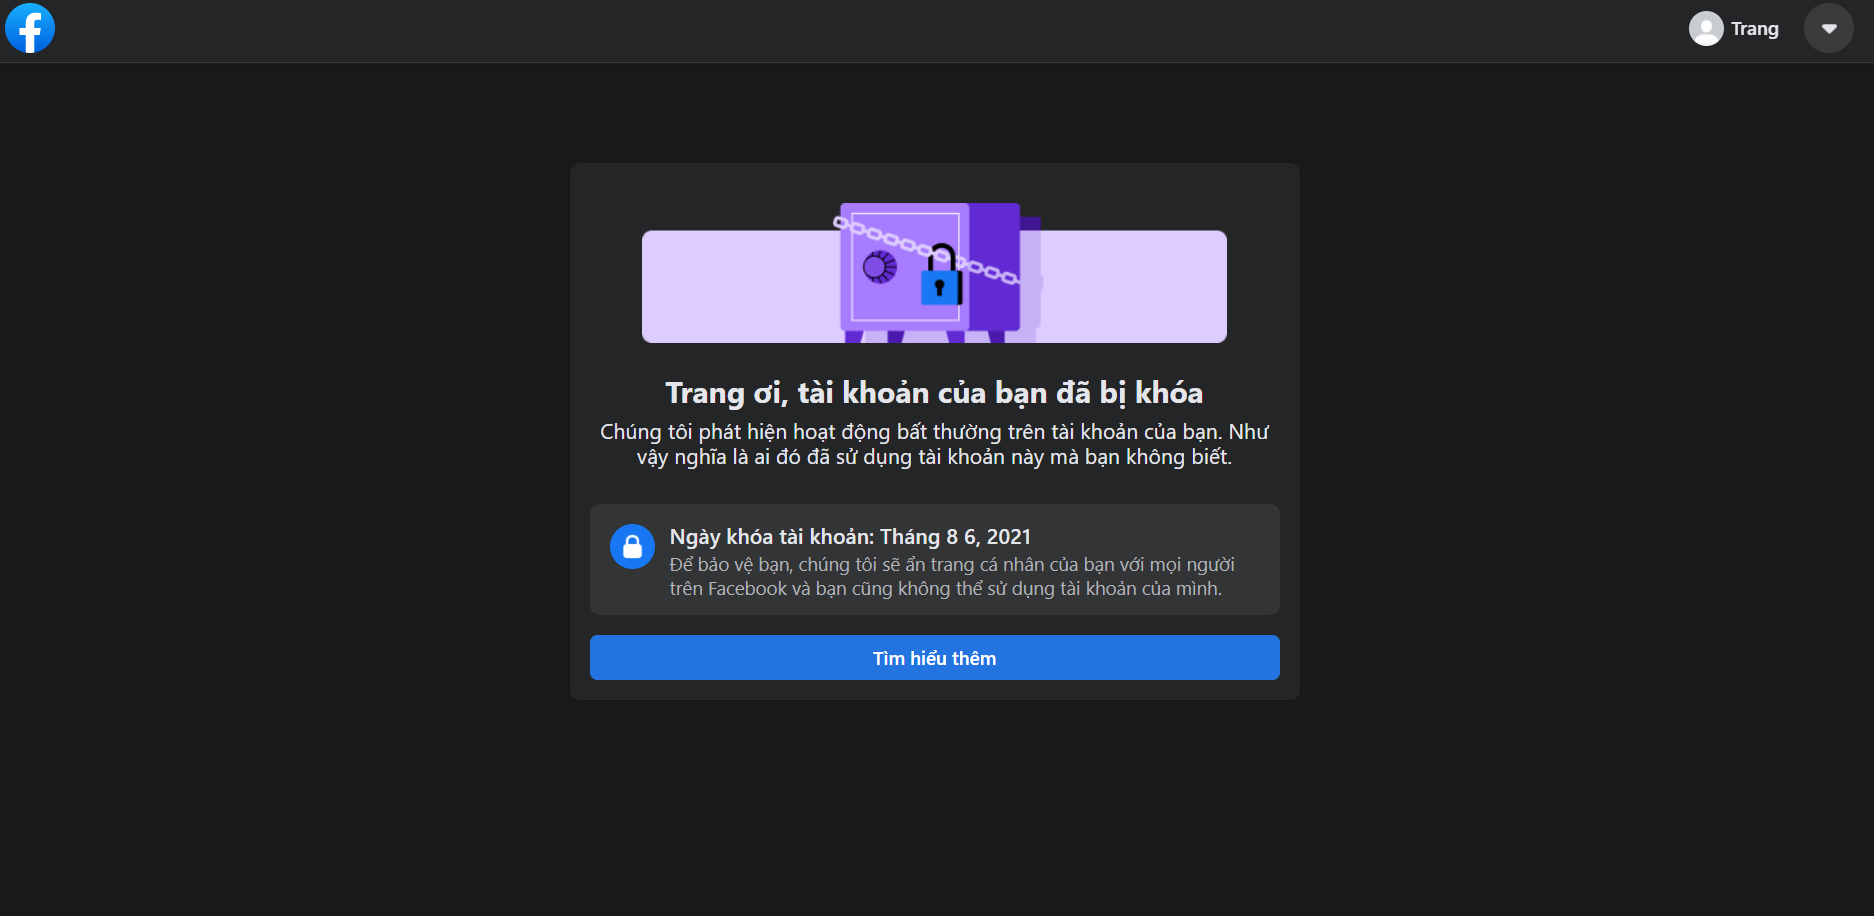 Trang
Trang ơi, tài khoản của bạn đã bị khóa
Chúng tôi phát hiện hoạt động bất thường trên tài khoản của bạn. Như
vậy nghĩa là ai đó đã sử dụng tài khoản này mà bạn không biết.
Ngày khóa tài khoản: Tháng 8 6, 2021
Để bảo vệ bạn, chúng tôi sẽ ẩn trang cá nhân của bạn với mọi người
trên Facebook và bạn cũng không thể sử dụng tài khoản của mình.
Tìm hiểu thêm